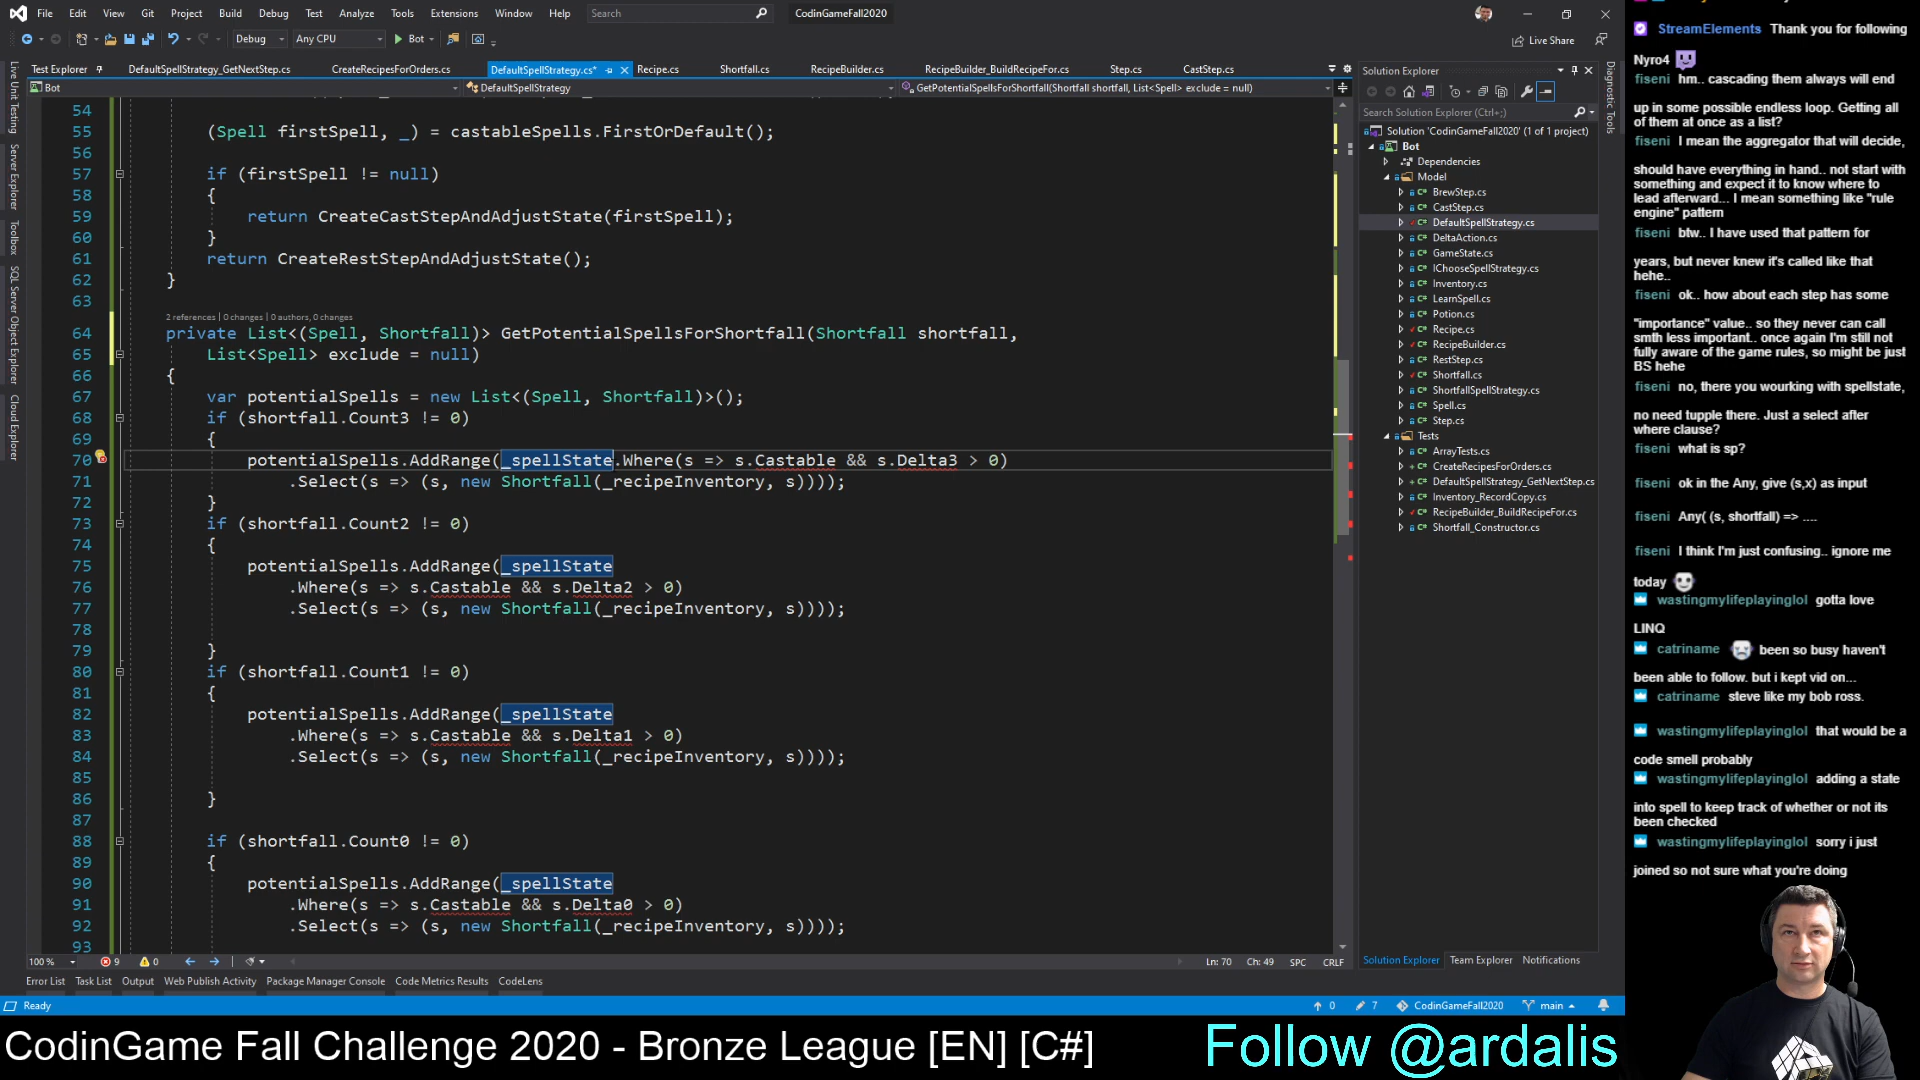 File Edit View Git Project Build Debug Test Analyze Tools Extensions Window Help Search CodinGameFall2020
Debug Any CPU Bot Live Share
Test Explorer DefaultSpellStrategy_GetNextStep.cs CreateRecipesForOrders.cs DefaultSpellStrategy.cs* Recipe.cs Shortfall.cs RecipeBuilder.cs RecipeBuilder_BuildRecipeFor.cs Step.cs CastStep.cs
Bot DefaultSpellStrategy GetPotentialSpellsForShortfall(Shortfall shortfall, List<Spell> exclude = null)
Live Unit Testing
Server Explorer
Toolbox
SQL Server Object Explorer
Cloud Explorer
54
55 (Spell firstSpell, _) = castableSpells.FirstOrDefault();
56
57 if (firstSpell != null)
58 {
59 return CreateCastStepAndAdjustState(firstSpell);
60 }
61 return CreateRestStepAndAdjustState();
62 }
63
2 references | 0 changes | 0 authors, 0 changes
64 private List<(Spell, Shortfall)> GetPotentialSpellsForShortfall(Shortfall shortfall,
65 List<Spell> exclude = null)
66 {
67 var potentialSpells = new List<(Spell, Shortfall)>();
68 if (shortfall.Count3 != 0)
69 {
70 potentialSpells.AddRange(_spellState.Where(s => s.Castable && s.Delta3 > 0)
71 .Select(s => (s, new Shortfall(_recipeInventory, s))));
72 }
73 if (shortfall.Count2 != 0)
74 {
75 potentialSpells.AddRange(_spellState
76 .Where(s => s.Castable && s.Delta2 > 0)
77 .Select(s => (s, new Shortfall(_recipeInventory, s))));
78
79 }
80 if (shortfall.Count1 != 0)
81 {
82 potentialSpells.AddRange(_spellState
83 .Where(s => s.Castable && s.Delta1 > 0)
84 .Select(s => (s, new Shortfall(_recipeInventory, s))));
85
86 }
87
88 if (shortfall.Count0 != 0)
89 {
90 potentialSpells.AddRange(_spellState
91 .Where(s => s.Castable && s.Delta0 > 0)
92 .Select(s => (s, new Shortfall(_recipeInventory, s))));
93
100 % 9 0 Ln: 70 Ch: 49 SPC CRLF
Error List Task List Output Web Publish Activity Package Manager Console Code Metrics Results CodeLens
Ready 0 7 CodinGameFall2020 main
Solution Explorer
Search Solution Explorer (Ctrl+;)
Solution 'CodinGameFall2020' (1 of 1 project)
Bot
Dependencies
Model
BrewStep.cs
CastStep.cs
DefaultSpellStrategy.cs
DeltaAction.cs
GameState.cs
IChooseSpellStrategy.cs
Inventory.cs
LearnSpell.cs
Potion.cs
Recipe.cs
RecipeBuilder.cs
RestStep.cs
Shortfall.cs
ShortfallSpellStrategy.cs
Spell.cs
Step.cs
Tests
ArrayTests.cs
CreateRecipesForOrders.cs
DefaultSpellStrategy_GetNextStep.cs
Inventory_RecordCopy.cs
RecipeBuilder_BuildRecipeFor.cs
Shortfall_Constructor.cs
Solution Explorer Team Explorer Notifications
Diagnostic Tools
StreamElements Thank you for following
Nyro4
fiseni hm.. cascading them always will end
up in some possible endless loop. Getting all
of them at once as a list?
fiseni I mean the aggregator that will decide,
should have everything in hand.. not start with
something and expect it to know where to
lead afterward... I mean something like "rule
engine" pattern
fiseni btw.. I have used that pattern for
years, but never knew it's called like that
hehe..
fiseni ok.. how about each step has some
"importance" value.. so they never can call
smth less important.. once again I'm still not
fully aware of the game rules, so might be just
BS hehe
fiseni no, there you wourking with spellstate,
no need tupple there. Just a select after
where clause?
fiseni what is sp?
fiseni ok in the Any, give (s,x) as input
fiseni Any( (s, shortfall) => ....
fiseni I think I'm just confusing.. ignore me
today
wastingmylifeplayinglol gotta love
LINQ
catriname been so busy haven't
been able to follow. but i kept vid on...
catriname steve like my bob ross.
wastingmylifeplayinglol that would be a
code smell probably
wastingmylifeplayinglol adding a state
into spell to keep track of whether or not its
been checked
wastingmylifeplayinglol sorry i just
joined so not sure what you're doing
CodinGame Fall Challenge 2020 - Bronze League [EN] [C#] Follow @ardalis